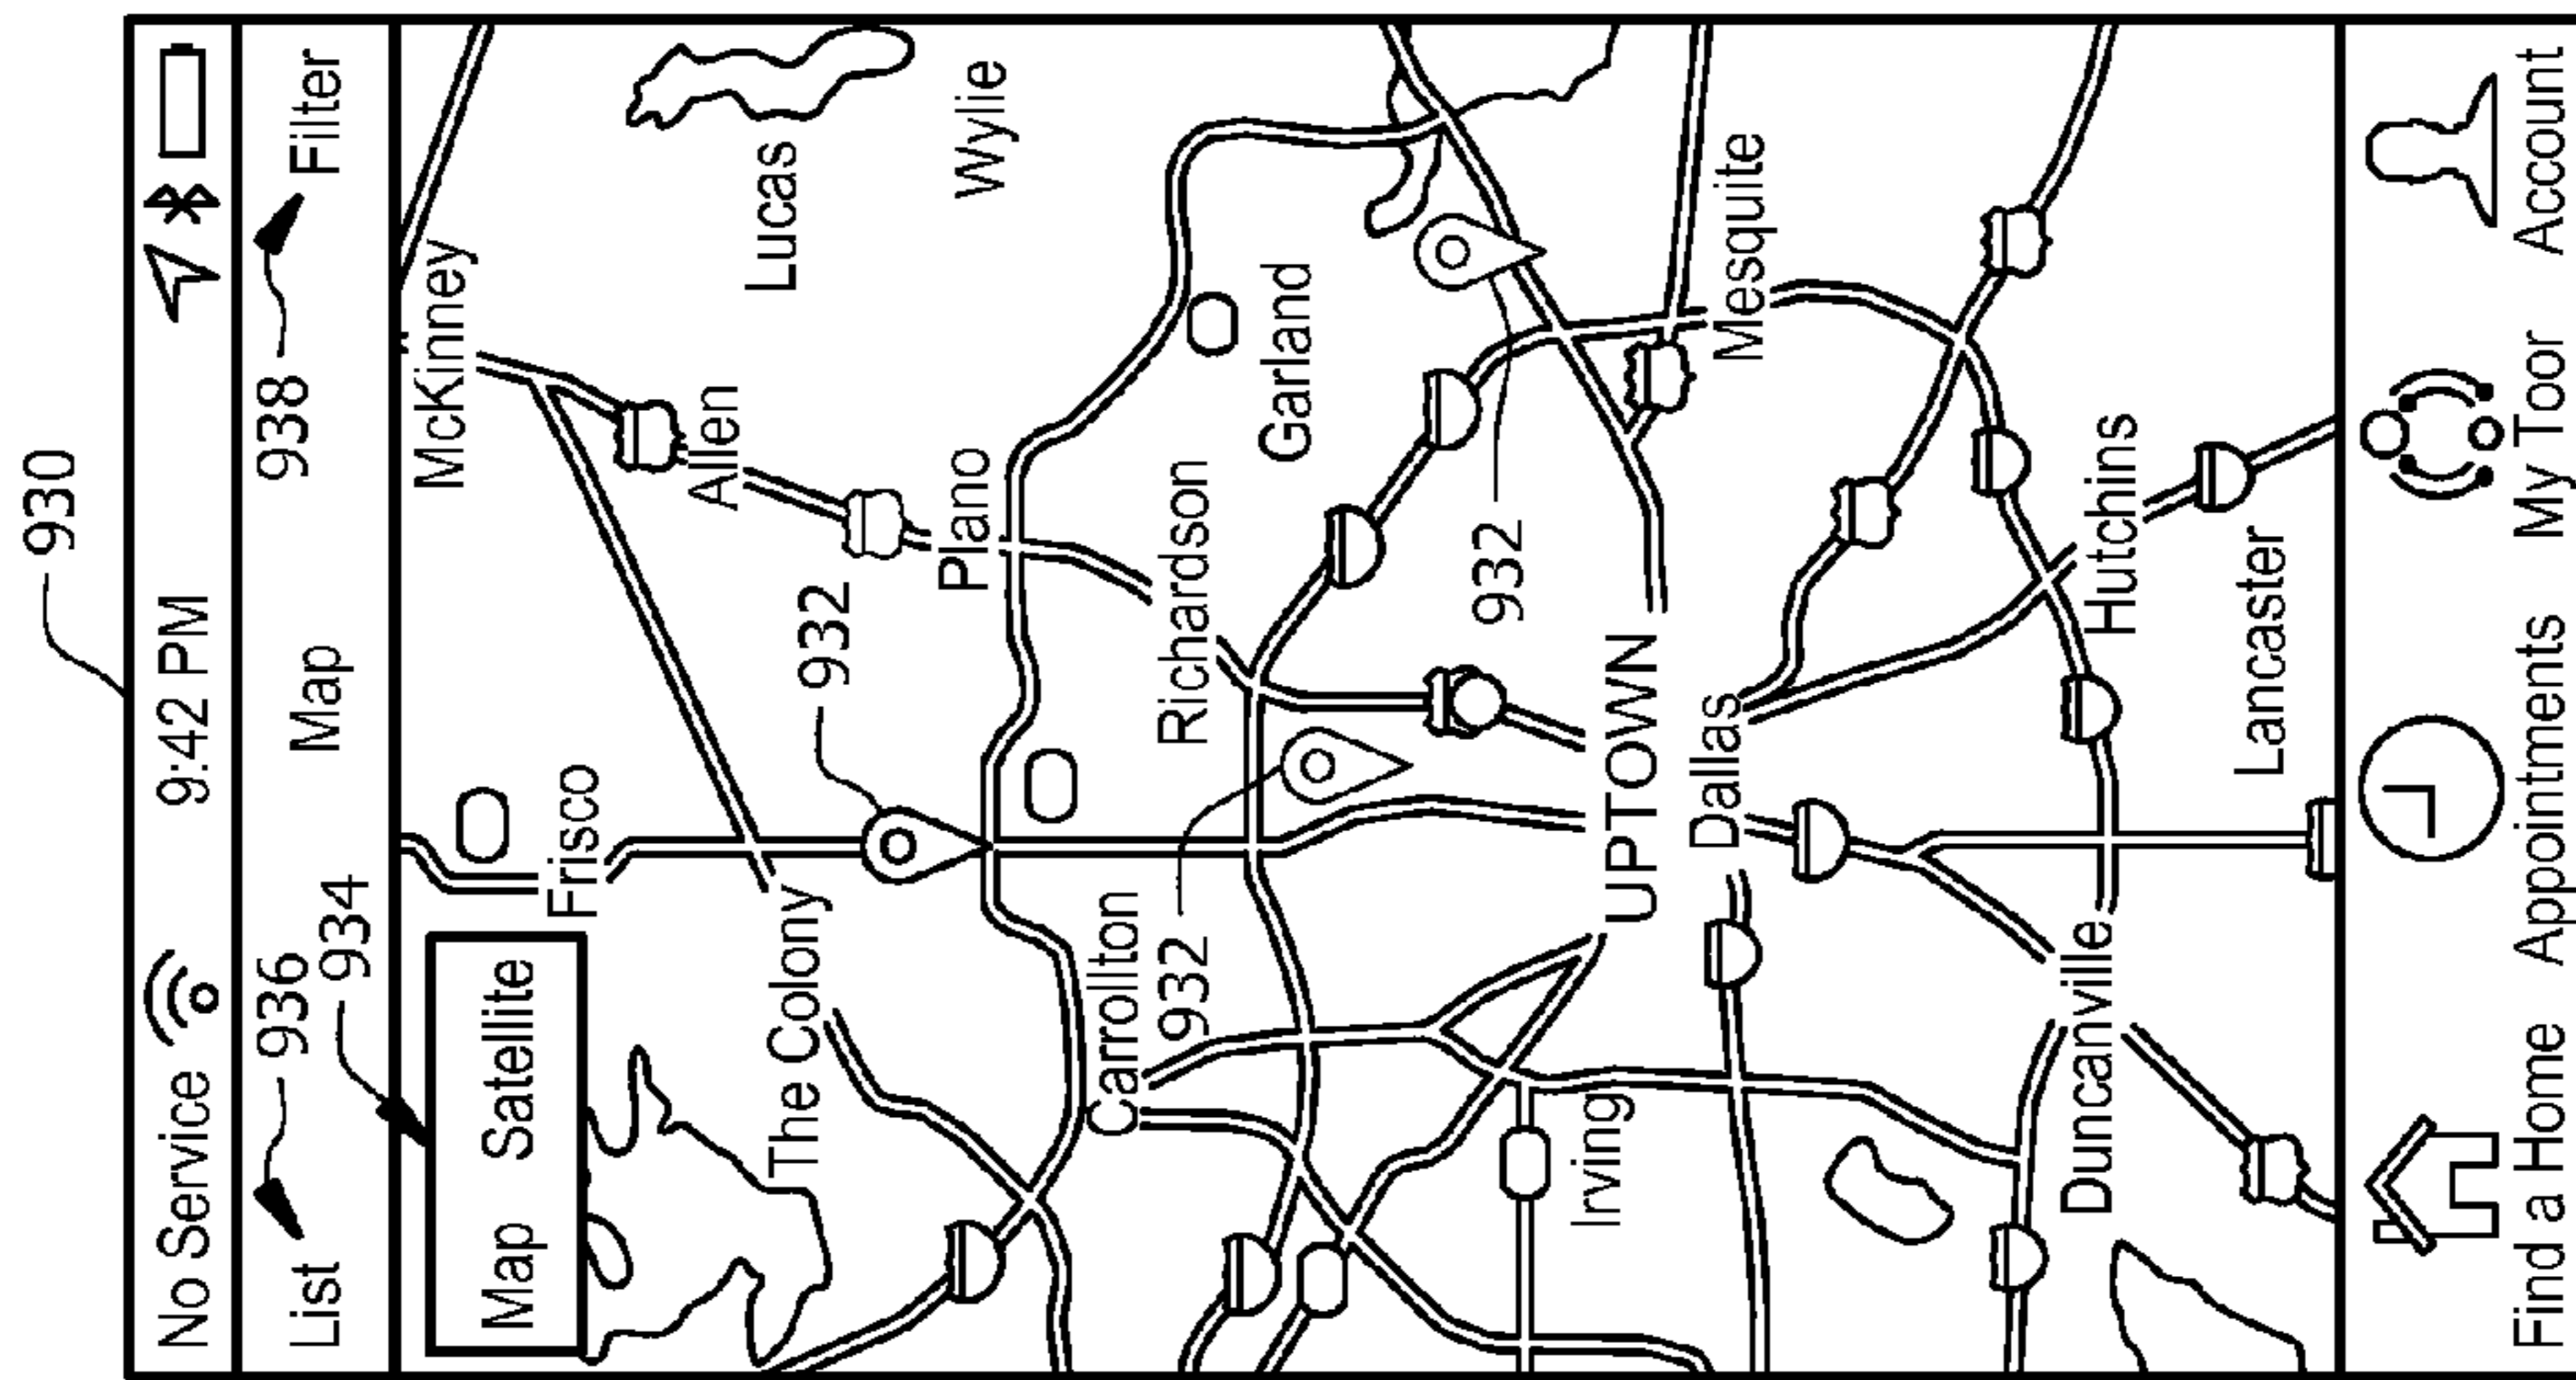 930
No Service 9:42 PM
936 938
List Map Filter
934
Map Satellite
McKinney
Frisco
Allen
Lucas
The Colony
932
Plano
Wylie
Carrollton
Richardson
932
Garland
932
Irving
UPTOWN
Dallas
Mesquite
Duncanville
Hutchins
Lancaster
Find a Home Appointments My Toor Account